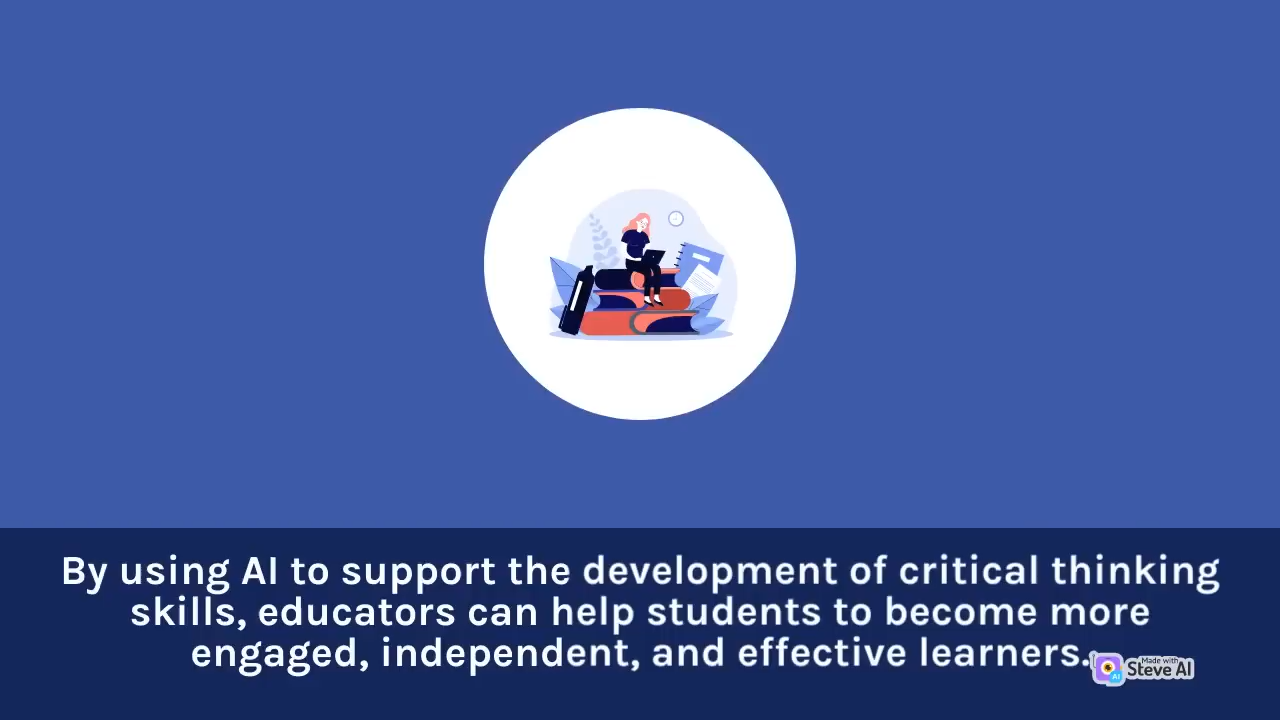 By using AI to support the development of critical thinking
skills, educators can help students to become more
engaged, independent, and effective learners.
Made with
Steve AI
AI